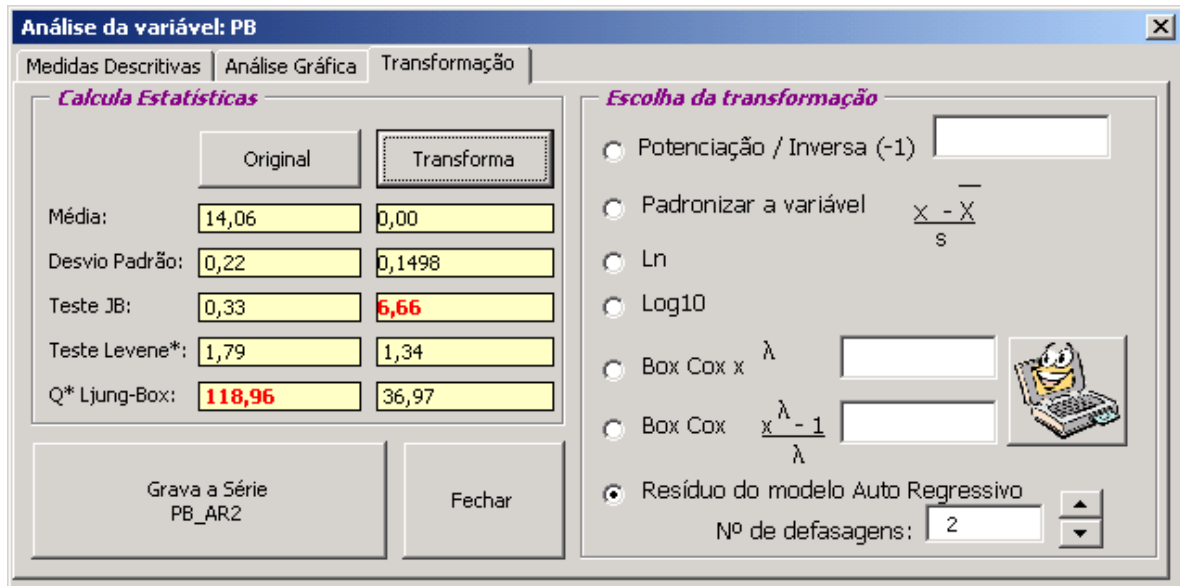 Análise da variável: PB
Medidas Descritivas
Análise Gráfica
Transformação
Calcula Estatísticas
Original
Transforma
Média: 14,06 0,00
Desvio Padrão: 0,22 0,1498
Teste JB: 0,33 6,66
Teste Levene*: 1,79 1,34
Q* Ljung-Box: 118,96 36,97
Grava a Série
PB_AR2
Fechar
Escolha da transformação
Potenciação / Inversa (-1)
Padronizar a variável x - X̅
s
Ln
Log10
Box Cox x λ
Box Cox x λ - 1
λ
Resíduo do modelo Auto Regressivo
Nº de defasagens: 2